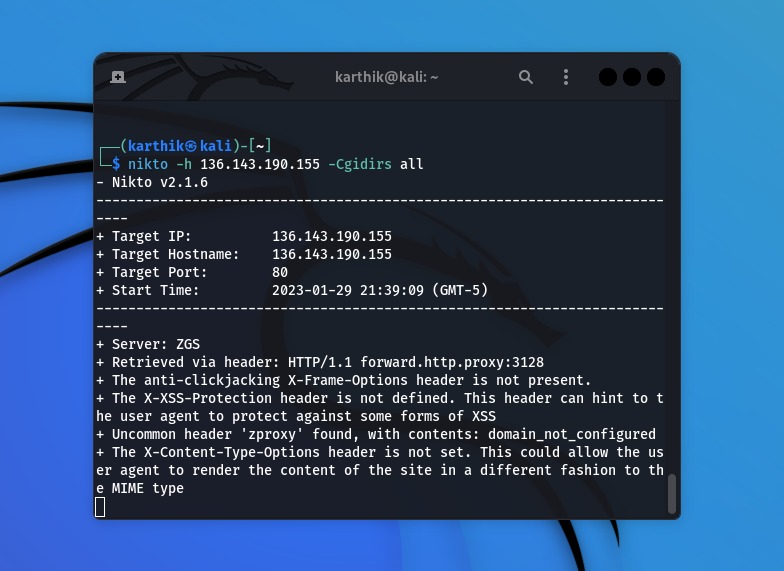 karthik@kali: ~
┌──(karthik㉿kali)-[~]
└─$ nikto -h 136.143.190.155 -Cgidirs all
- Nikto v2.1.6
-----------------------------------------------------------------------
----
+ Target IP:          136.143.190.155
+ Target Hostname:    136.143.190.155
+ Target Port:        80
+ Start Time:         2023-01-29 21:39:09 (GMT-5)
-----------------------------------------------------------------------
----
+ Server: ZGS
+ Retrieved via header: HTTP/1.1 forward.http.proxy:3128
+ The anti-clickjacking X-Frame-Options header is not present.
+ The X-XSS-Protection header is not defined. This header can hint to t
he user agent to protect against some forms of XSS
+ Uncommon header 'zproxy' found, with contents: domain_not_configured
+ The X-Content-Type-Options header is not set. This could allow the us
er agent to render the content of the site in a different fashion to th
e MIME type